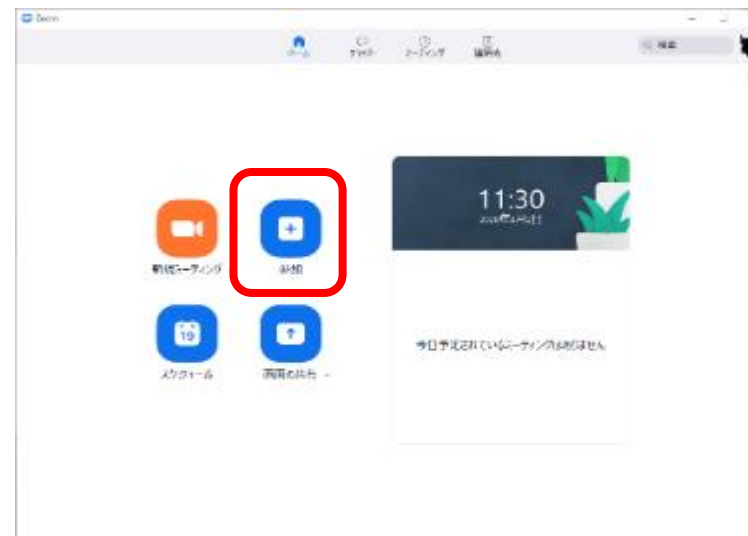 Zoom
ホーム
チャット
ミーティング
連絡先
検索
11:30
新規ミーティング
参加
スケジュール
19
画面の共有
今日予定されているミーティングはありません